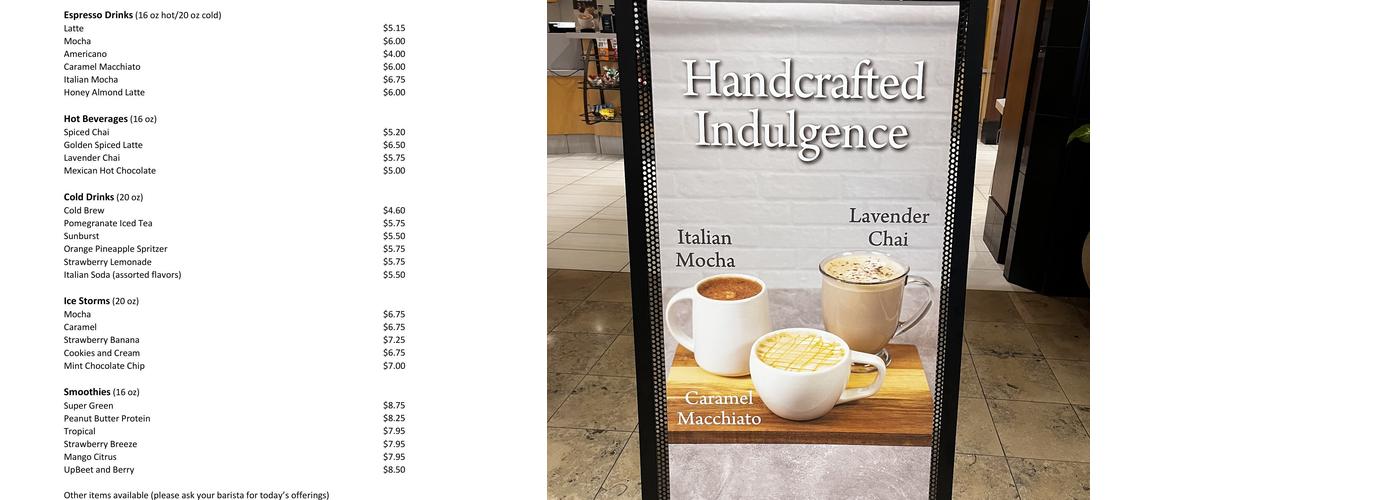 Espresso Drinks (16 oz hot/20 oz cold)
Latte $5.15
Mocha $6.00
Americano $4.00
Caramel Macchiato $6.00
Italian Mocha $6.75
Honey Almond Latte $6.00
Hot Beverages (16 oz)
Spiced Chai $5.20
Golden Spiced Latte $6.50
Lavender Chai $5.75
Mexican Hot Chocolate $5.00
Cold Drinks (20 oz)
Cold Brew $4.60
Pomegranate Iced Tea $5.75
Sunburst $5.50
Orange Pineapple Spritzer $5.75
Strawberry Lemonade $5.75
Italian Soda (assorted flavors) $5.50
Ice Storms (20 oz)
Mocha $6.75
Caramel $6.75
Strawberry Banana $7.25
Cookies and Cream $6.75
Mint Chocolate Chip $7.00
Smoothies (16 oz)
Super Green $8.75
Peanut Butter Protein $8.25
Tropical $7.95
Strawberry Breeze $7.95
Mango Citrus $7.95
UpBeet and Berry $8.50
Other items available (please ask your barista for today's offerings)
Handcrafted
Indulgence
Lavender
Chai
Italian
Mocha
Caramel
Macchiato